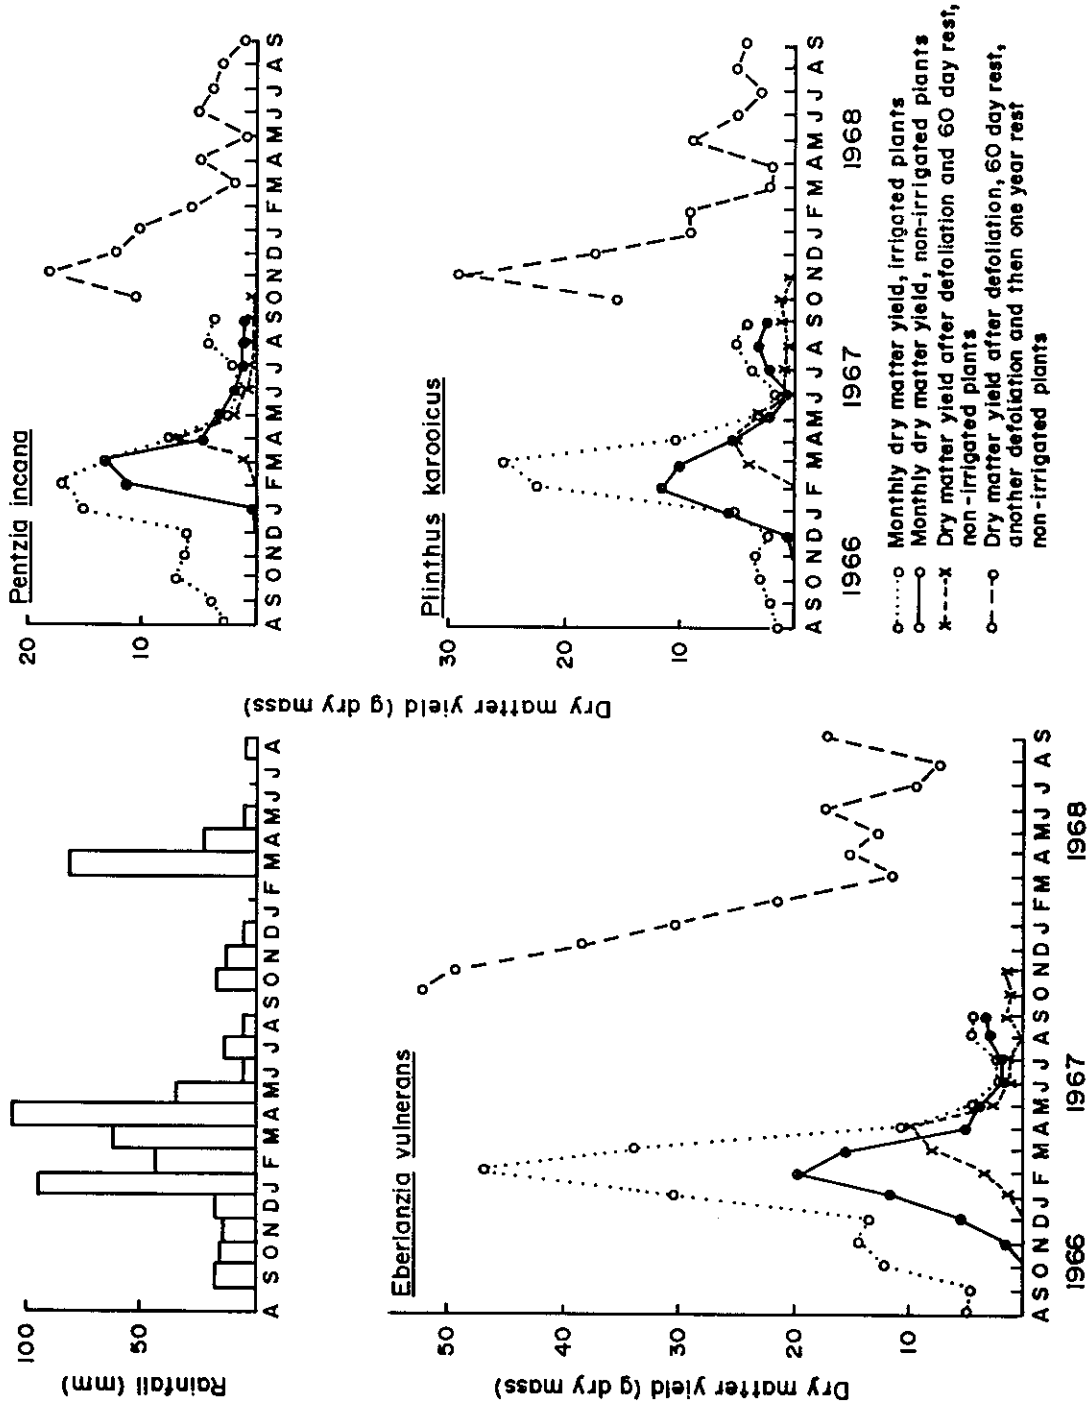 100
50
Rainfall (mm)
A S O N D J F M A M J J A S O N D J F M A M J J A
Eberlanzia vulnerans
50
40
30
20
10
Dry matter yield (g dry mass)
A S O N D J F M A M J J A S O N D J F M A M J J A S
1966 1967 1968
Pentzia incana
20
10
A S O N D J F M A M J J A S O N D J F M A M J J A S
Dry matter yield (g dry mass)
Plinthus karooicus
30
20
10
A S O N D J F M A M J J A S O N D J F M A M J J A S
1966 1967 1968
Monthly dry matter yield, irrigated plants
Monthly dry matter yield, non-irrigated plants
Dry matter yield after defoliation and 60 day rest,
non-irrigated plants
Dry matter yield after defoliation, 60 day rest,
another defoliation and then one year rest
non-irrigated plants